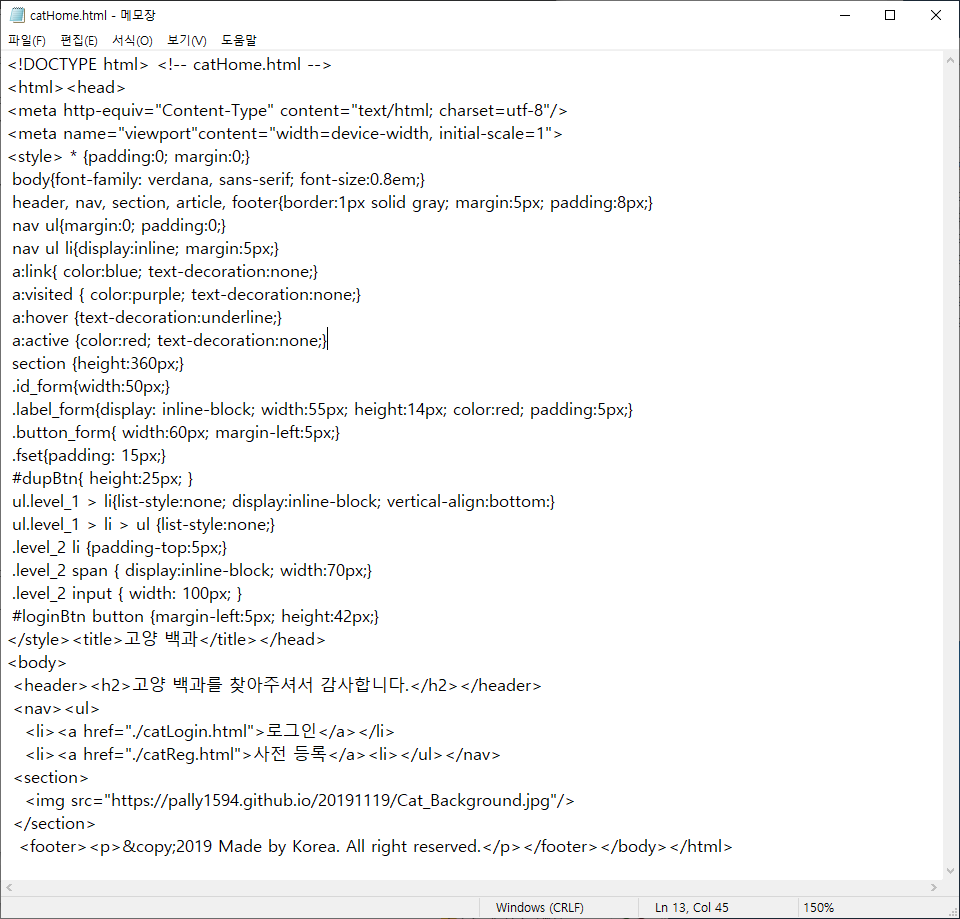 catHome.html - 메모장
파일(F) 편집(E) 서식(O) 보기(V) 도움말
<!DOCTYPE html> <!-- catHome.html -->
<html><head>
<meta http-equiv="Content-Type" content="text/html; charset=utf-8"/>
<meta name="viewport"content="width=device-width, initial-scale=1">
<style> * {padding:0; margin:0;}
body{font-family: verdana, sans-serif; font-size:0.8em;}
header, nav, section, article, footer{border:1px solid gray; margin:5px; padding:8px;}
nav ul{margin:0; padding:0;}
nav ul li{display:inline; margin:5px;}
a:link{ color:blue; text-decoration:none;}
a:visited { color:purple; text-decoration:none;}
a:hover {text-decoration:underline;}
a:active {color:red; text-decoration:none;}
section {height:360px;}
.id_form{width:50px;}
.label_form{display: inline-block; width:55px; height:14px; color:red; padding:5px;}
.button_form{ width:60px; margin-left:5px;}
.fset{padding: 15px;}
#dupBtn{ height:25px; }
ul.level_1 > li{list-style:none; display:inline-block; vertical-align:bottom:}
ul.level_1 > li > ul {list-style:none;}
.level_2 li {padding-top:5px;}
.level_2 span { display:inline-block; width:70px;}
.level_2 input { width: 100px; }
#loginBtn button {margin-left:5px; height:42px;}
</style><title>고양 백과</title></head>
<body>
<header><h2>고양 백과를 찾아주셔서 감사합니다.</h2></header>
<nav><ul>
<li><a href="./catLogin.html">로그인</a></li>
<li><a href="./catReg.html">사전 등록</a><li></ul></nav>
<section>
<img src="https://pally1594.github.io/20191119/Cat_Background.jpg"/>
</section>
<footer><p>&copy;2019 Made by Korea. All right reserved.</p></footer></body></html>
Windows (CRLF) Ln 13, Col 45 150%